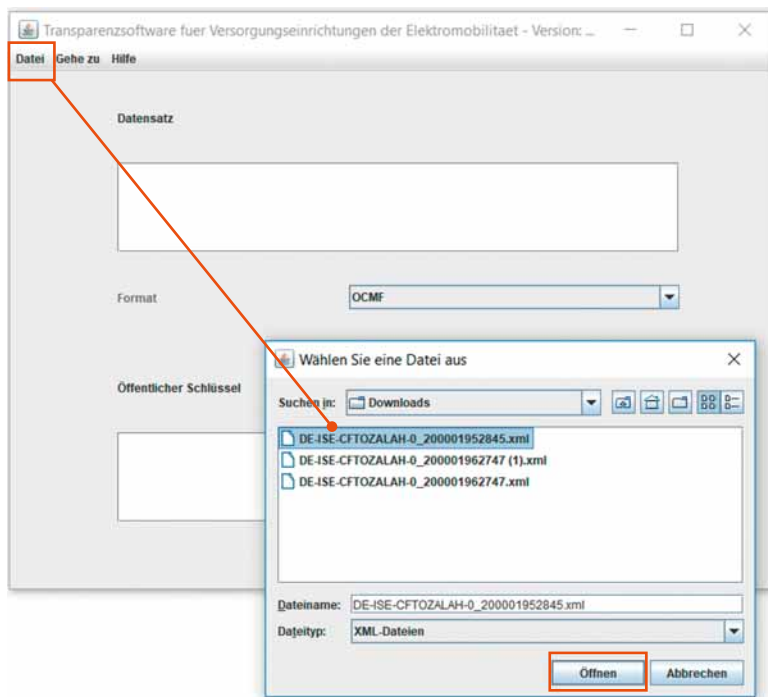 Transparenzsoftware fuer Versorgungseinrichtungen der Elektromobilitaet - Version: ...
Datei Gehe zu Hilfe
Datensatz
Format OCMF
Öffentlicher Schlüssel
Wählen Sie eine Datei aus
Suchen in: Downloads
DE-ISE-CFTOZALAH-0_200001952845.xml
DE-ISE-CFTOZALAH-0_200001962747 (1).xml
DE-ISE-CFTOZALAH-0_200001962747.xml
Dateiname: DE-ISE-CFTOZALAH-0_200001952845.xml
Dateityp: XML-Dateien
Öffnen Abbrechen